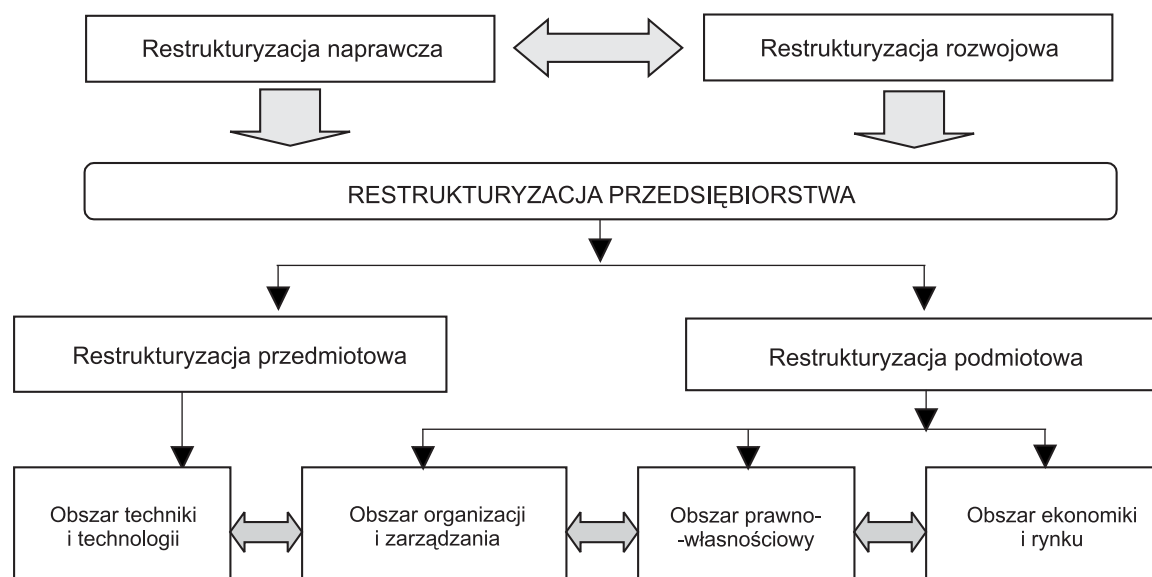 Restrukturyzacja naprawcza
Restrukturyzacja rozwojowa
RESTRUKTURYZACJA PRZEDSIĘBIORSTWA
Restrukturyzacja przedmiotowa
Restrukturyzacja podmiotowa
Obszar techniki
i technologii
Obszar organizacji
i zarządzania
Obszar prawno-
-własnościowy
Obszar ekonomiki
i rynku